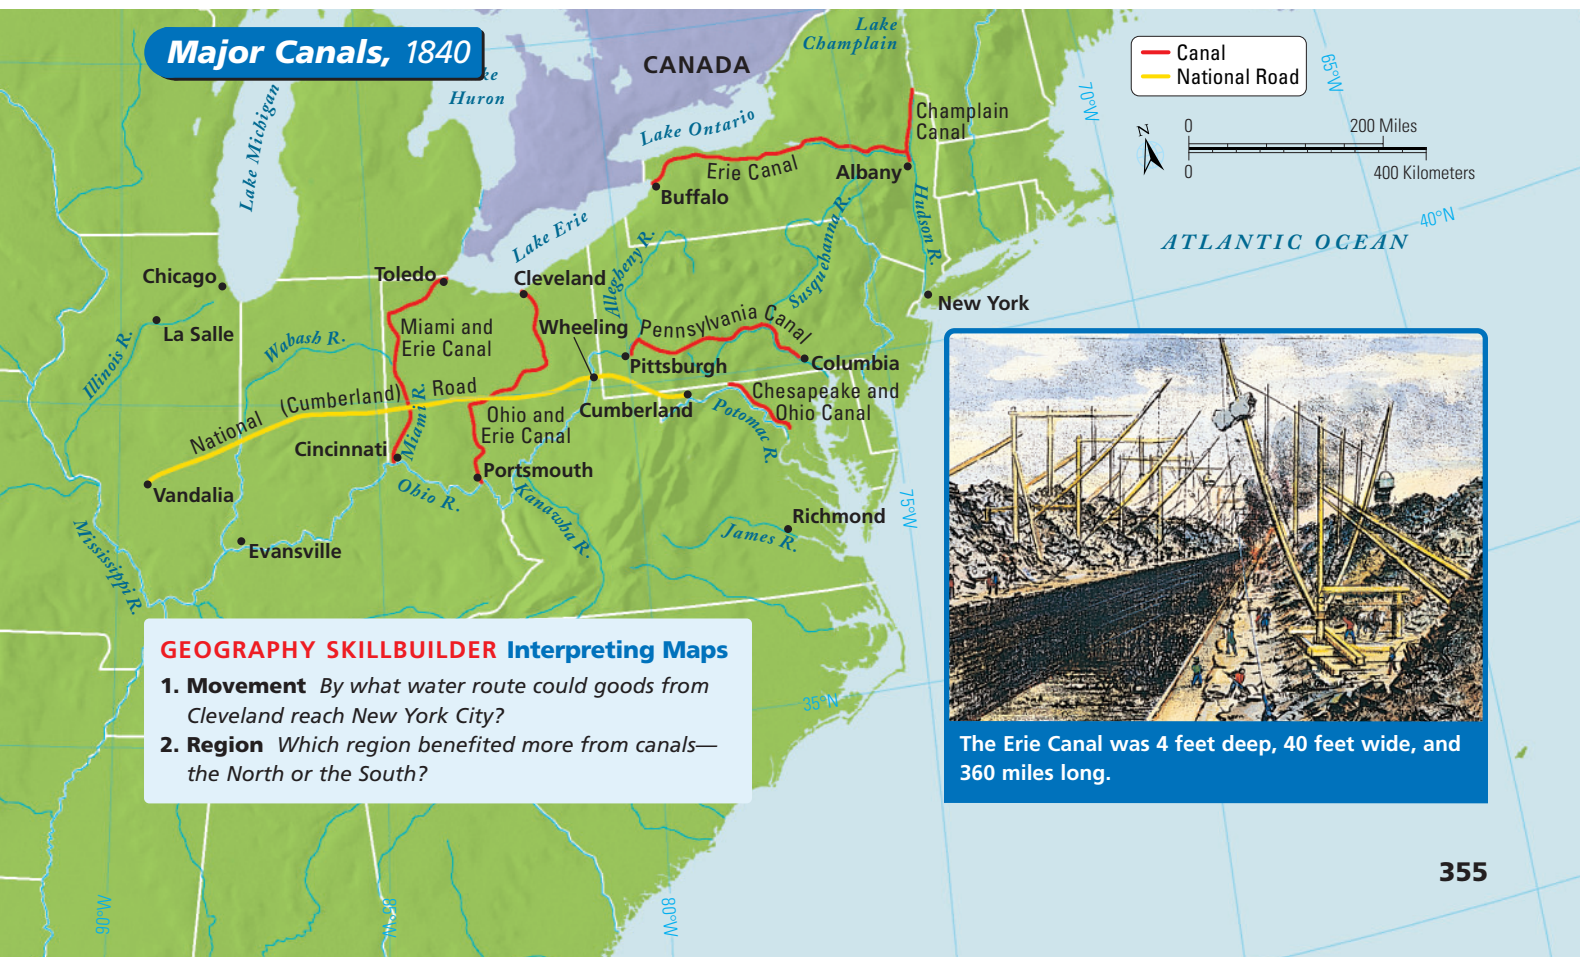 Major Canals, 1840
Lake
Champlain
CANADA
ke
Huron
Lake Michigan
Lake Ontario
Champlain
Canal
Erie Canal
Albany
Buffalo
Hudson R.
Lake Erie
Allegheny R.
Susquehanna R.
Chicago
Toledo
Cleveland
New York
La Salle
Illinois R.
Wabash R.
Miami and
Erie Canal
Wheeling
Pennsylvania Canal
Pittsburgh
Columbia
National (Cumberland) Road
Miami R.
Cumberland
Chesapeake and
Ohio Canal
Potomac R.
Ohio and
Erie Canal
Cincinnati
Portsmouth
Vandalia
Ohio R.
Kanawha R.
Richmond
James R.
Evansville
Mississippi R.
Canal
National Road
N
0
200 Miles
0
400 Kilometers
70°W
65°W
40°N
ATLANTIC OCEAN
75°W
35°N
90°W
85°W
80°W
GEOGRAPHY SKILLBUILDER Interpreting Maps
1. Movement By what water route could goods from
Cleveland reach New York City?
2. Region Which region benefited more from canals—
the North or the South?
The Erie Canal was 4 feet deep, 40 feet wide, and
360 miles long.
355